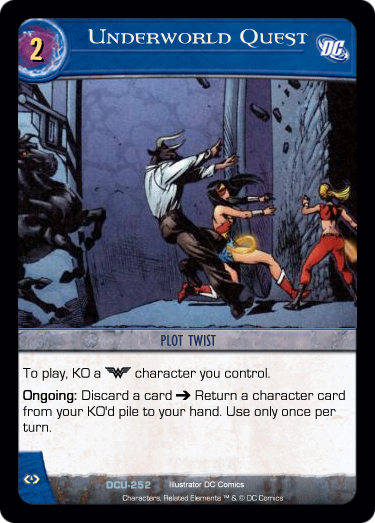 2
UNDERWORLD QUEST
DC
PLOT TWIST
To play, KO a W character you control.
Ongoing: Discard a card ➔ Return a character card
from your KO'd pile to your hand. Use only once per
turn.
DCU-252 Illustrator DC Comics
Characters, Related Elements ™ & © DC Comics